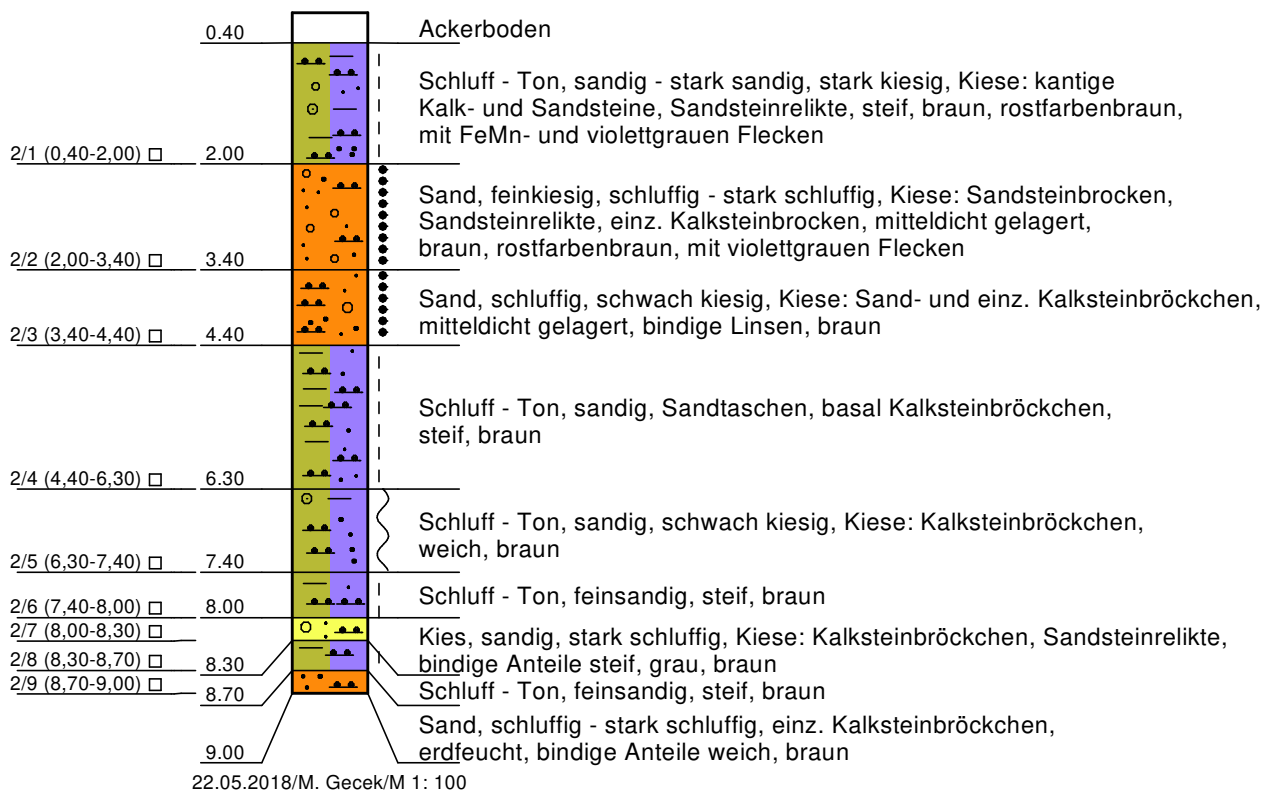 0.40
Ackerboden
Schluff - Ton, sandig - stark sandig, stark kiesig, Kiese: kantige
Kalk- und Sandsteine, Sandsteinrelikte, steif, braun, rostfarbenbraun,
mit FeMn- und violettgrauen Flecken
2/1 (0,40-2,00)
2.00
Sand, feinkiesig, schluffig - stark schluffig, Kiese: Sandsteinbrocken,
Sandsteinrelikte, einz. Kalksteinbrocken, mitteldicht gelagert,
braun, rostfarbenbraun, mit violettgrauen Flecken
2/2 (2,00-3,40)
3.40
Sand, schluffig, schwach kiesig, Kiese: Sand- und einz. Kalksteinbröckchen,
mitteldicht gelagert, bindige Linsen, braun
2/3 (3,40-4,40)
4.40
Schluff - Ton, sandig, Sandtaschen, basal Kalksteinbröckchen,
steif, braun
2/4 (4,40-6,30)
6.30
Schluff - Ton, sandig, schwach kiesig, Kiese: Kalksteinbröckchen,
weich, braun
2/5 (6,30-7,40)
7.40
Schluff - Ton, feinsandig, steif, braun
2/6 (7,40-8,00)
8.00
2/7 (8,00-8,30)
Kies, sandig, stark schluffig, Kiese: Kalksteinbröckchen, Sandsteinrelikte,
bindige Anteile steif, grau, braun
2/8 (8,30-8,70)
8.30
Schluff - Ton, feinsandig, steif, braun
2/9 (8,70-9,00)
8.70
Sand, schluffig - stark schluffig, einz. Kalksteinbröckchen,
erdfeucht, bindige Anteile weich, braun
9.00
22.05.2018/M. Gecek/M 1: 100